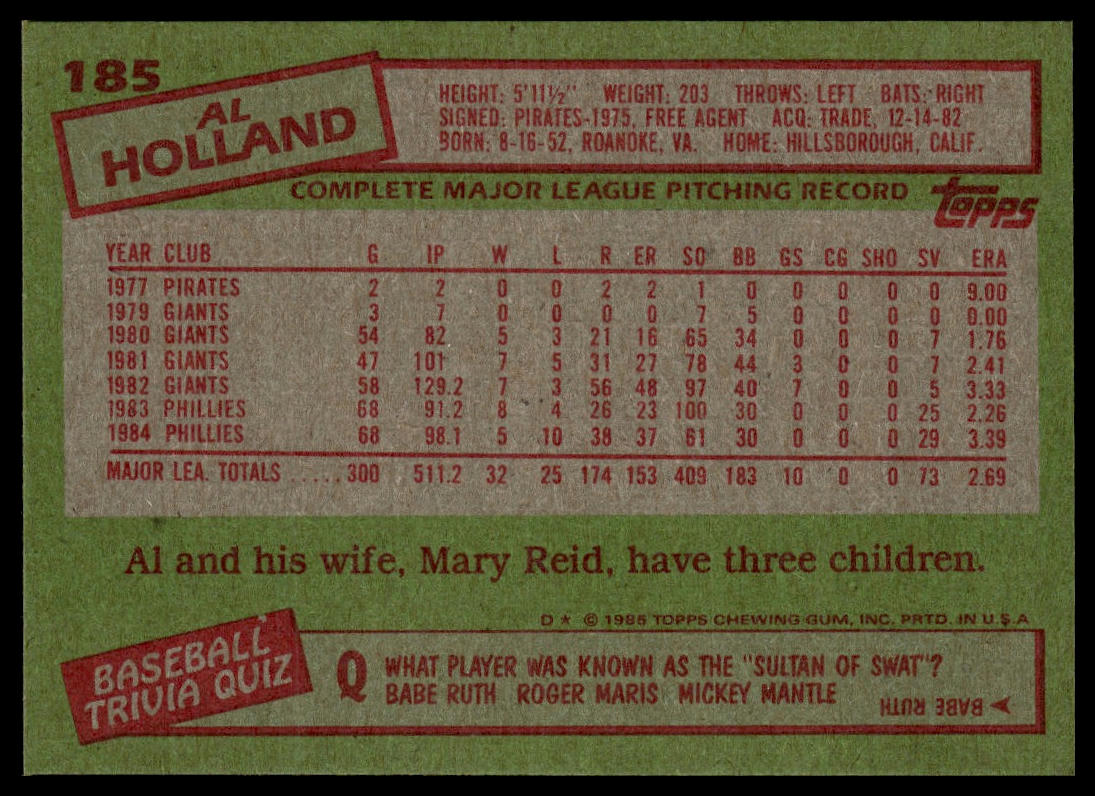 185
AL
HOLLAND
HEIGHT: 5'11½" WEIGHT: 203 THROWS: LEFT BATS: RIGHT
SIGNED: PIRATES-1975, FREE AGENT ACQ: TRADE, 12-14-82
BORN: 8-16-52, ROANOKE, VA. HOME: HILLSBOROUGH, CALIF.
COMPLETE MAJOR LEAGUE PITCHING RECORD
topps
YEAR CLUB G IP W L R ER SO BB GS CG SHO SV ERA
1977 PIRATES 2 2 0 0 2 2 1 0 0 0 0 0 9.00
1979 GIANTS 3 7 0 0 0 0 7 5 0 0 0 0 0.00
1980 GIANTS 54 82 5 3 21 16 65 34 0 0 0 7 1.76
1981 GIANTS 47 101 7 5 31 27 78 44 3 0 0 7 2.41
1982 GIANTS 58 129.2 7 3 56 48 97 40 7 0 0 5 3.33
1983 PHILLIES 68 91.2 8 4 26 23 100 30 0 0 0 25 2.26
1984 PHILLIES 68 98.1 5 10 38 37 61 30 0 0 0 29 3.39
MAJOR LEA. TOTALS ..... 300 511.2 32 25 174 153 409 183 10 0 0 73 2.69
Al and his wife, Mary Reid, have three children.
D * © 1985 TOPPS CHEWING GUM, INC. PRTD. IN U.S.A
BASEBALL
TRIVIA QUIZ
Q WHAT PLAYER WAS KNOWN AS THE "SULTAN OF SWAT"?
BABE RUTH ROGER MARIS MICKEY MANTLE
BABE RUTH